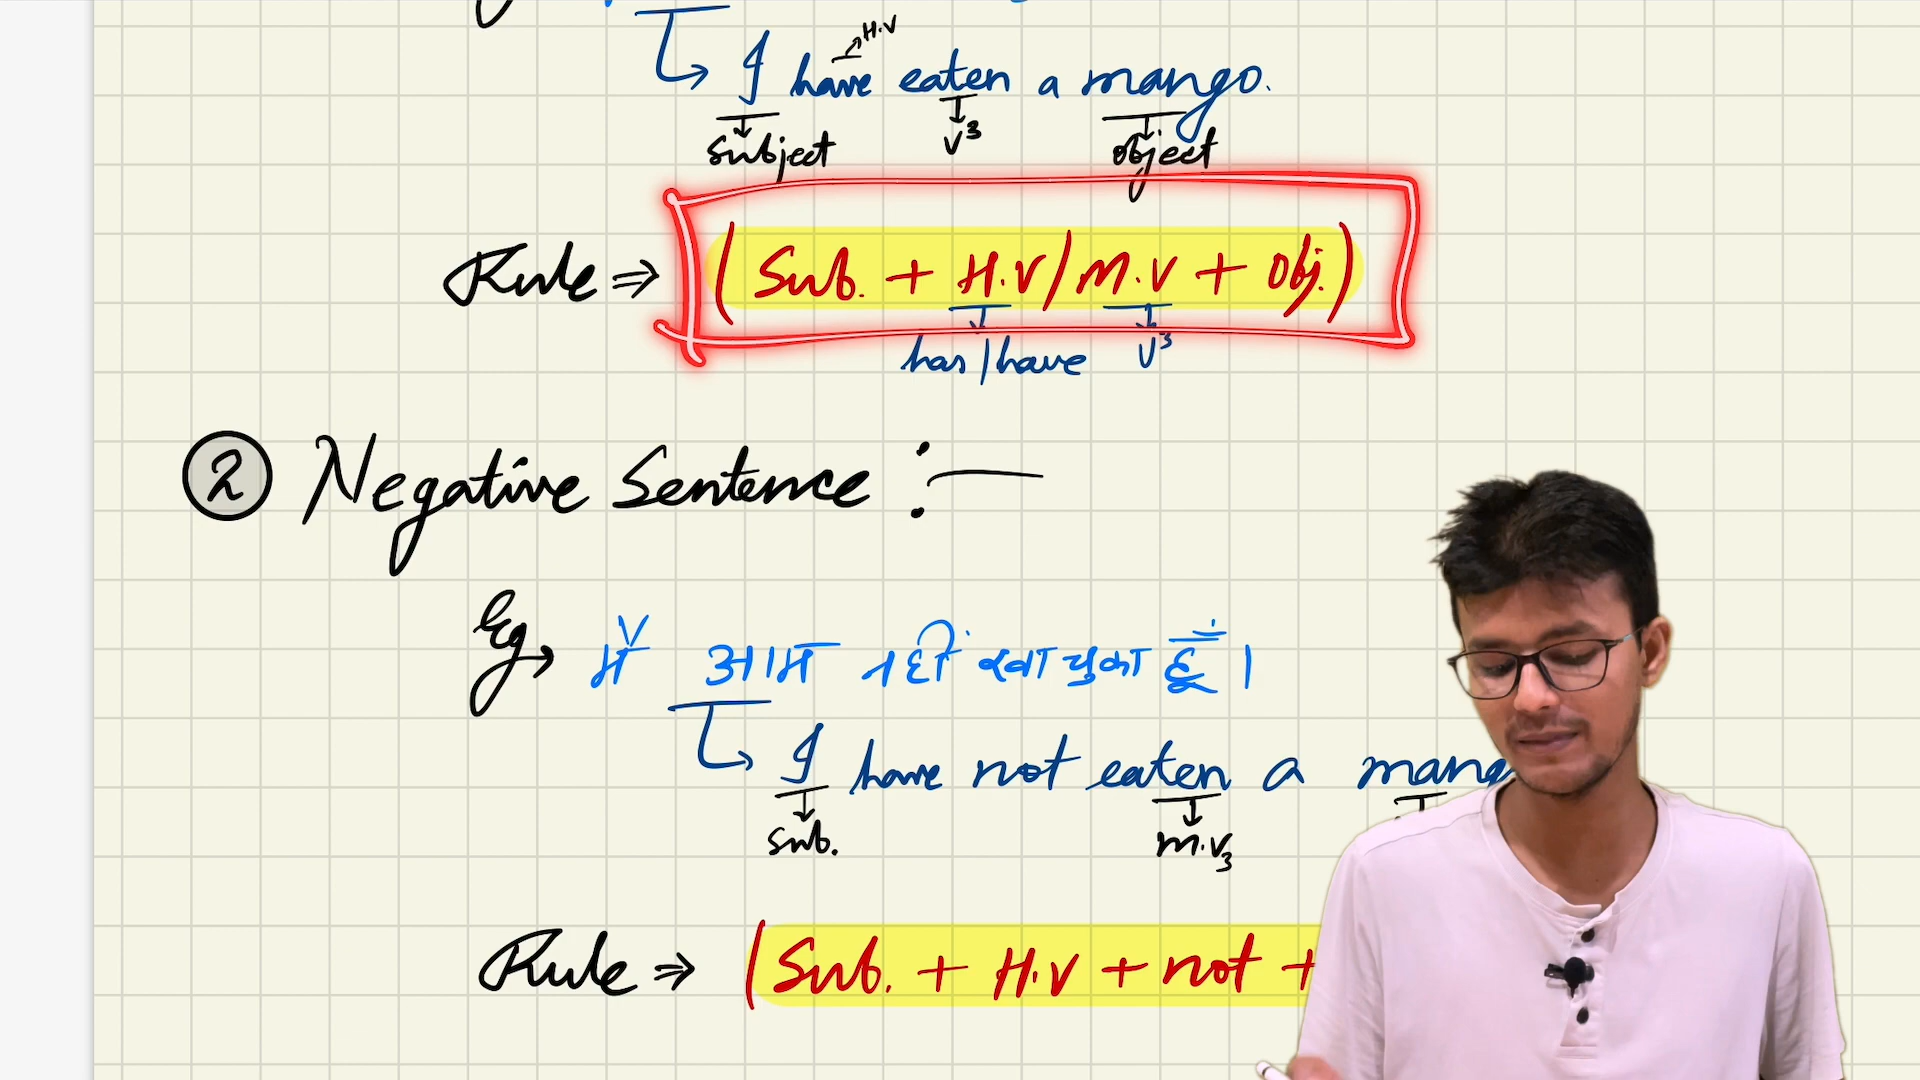 H.V
I have eaten a mango.
subject V3 object
Rule ⇒ (Sub. + H.V/M.V + Obj.)
has/have V3
2 Negative Sentence :-
Eg → मैं आम नहीं खा चुका हूँ।
I have not eaten a mang
Sub. M.V3
Rule ⇒ (Sub. + H.V + not +